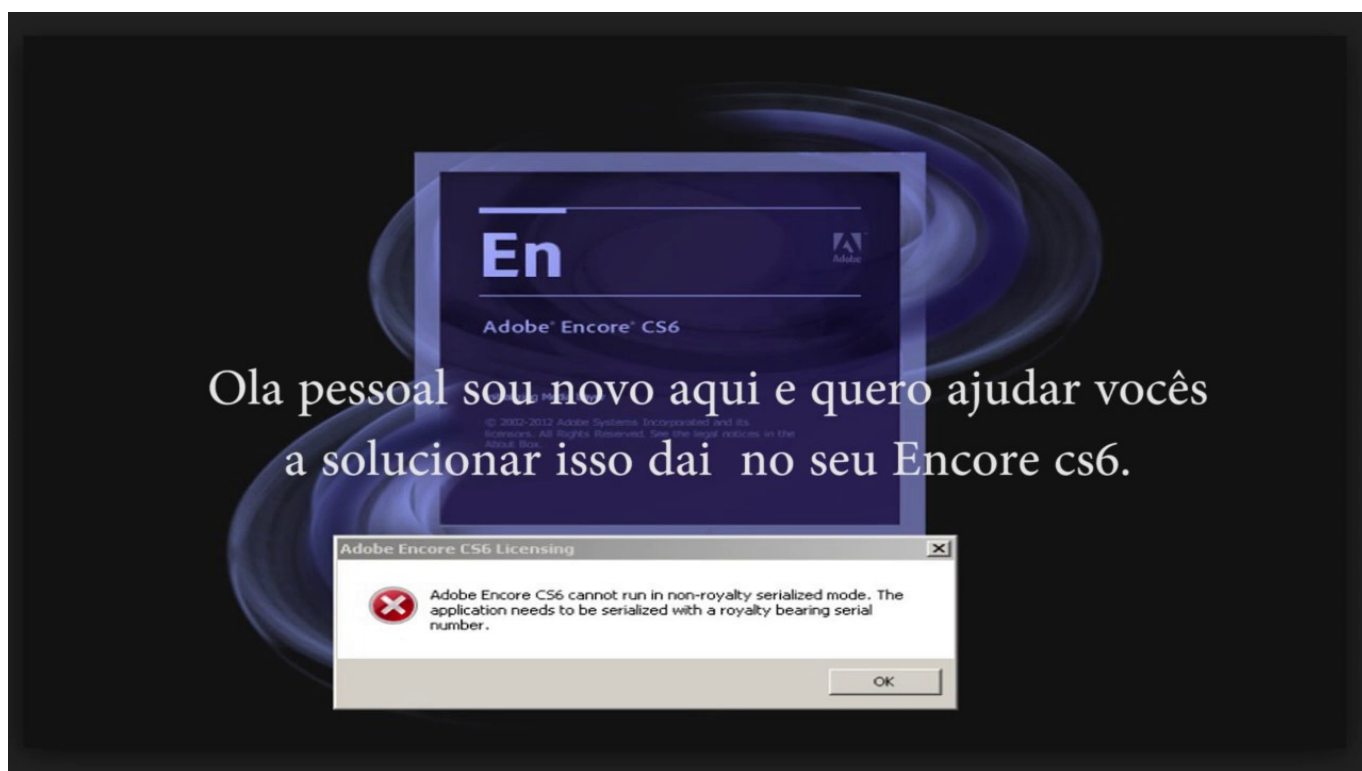 En
Adobe
Adobe® Encore® CS6
Ola pessoal sou novo aqui e quero ajudar vocês
© 2002-2012 Adobe Systems Incorporated and its
licensors. All Rights Reserved. See the legal notices in the
About Box.
a solucionar isso dai no seu Encore cs6.
Adobe Encore CS6 Licensing
Adobe Encore CS6 cannot run in non-royalty serialized mode. The
application needs to be serialized with a royalty bearing serial
number.
OK